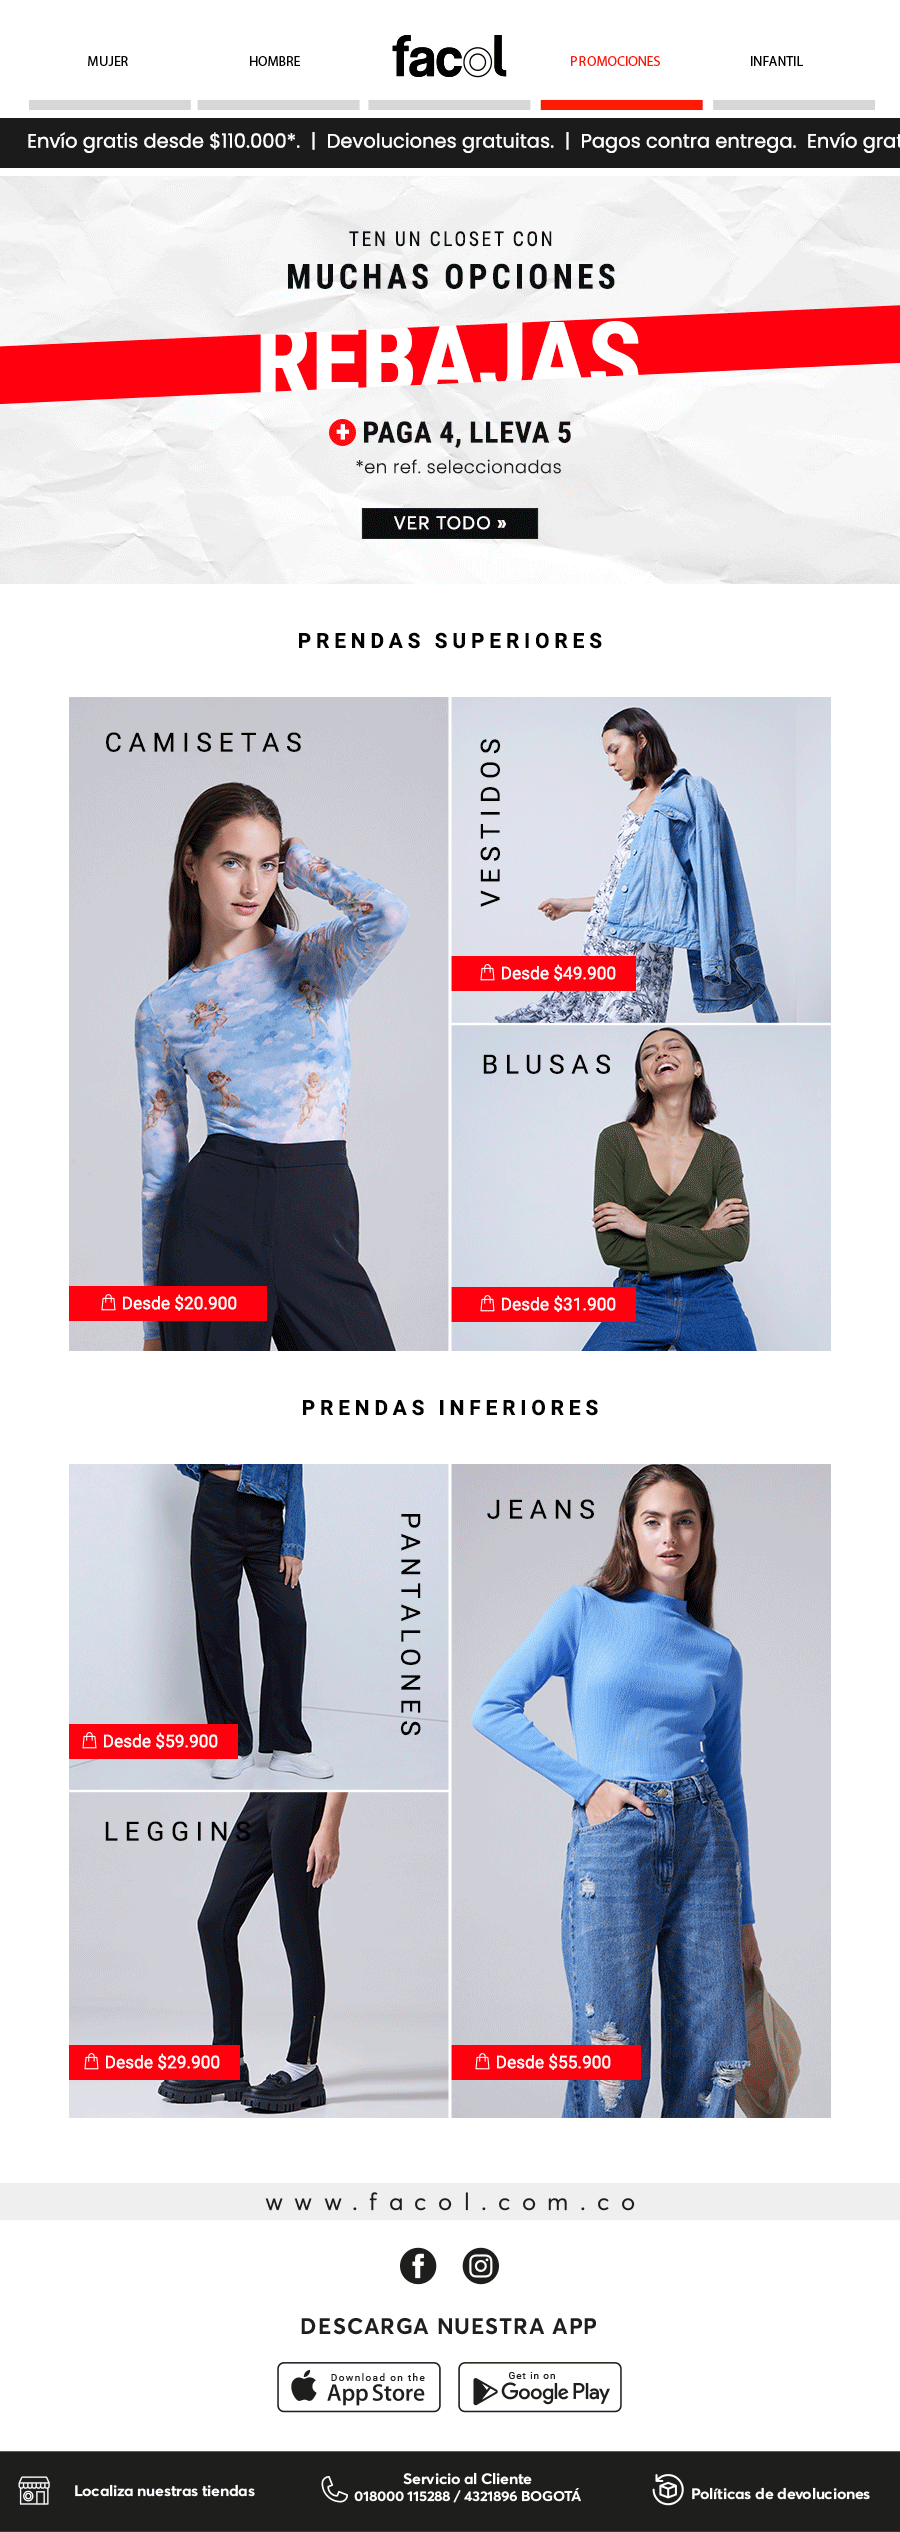 MUJER
HOMBRE
facol
PROMOCIONES
INFANTIL
Envío gratis desde $110.000*. | Devoluciones gratuitas. | Pagos contra entrega. Envío grat
TEN UN CLOSET CON
MUCHAS OPCIONES
REBAJAS
+ PAGA 4, LLEVA 5
*en ref. seleccionadas
VER TODO »
PRENDAS SUPERIORES
CAMISETAS
Desde $20.900
VESTIDOS
Desde $49.900
BLUSAS
Desde $31.900
PRENDAS INFERIORES
PANTALONES
Desde $59.900
LEGGINS
Desde $29.900
JEANS
Desde $55.900
www.facol.com.co
DESCARGA NUESTRA APP
Download on the
App Store
Get in on
Google Play
Localiza nuestras tiendas
Servicio al Cliente
018000 115288 / 4321896 BOGOTÁ
Políticas de devoluciones